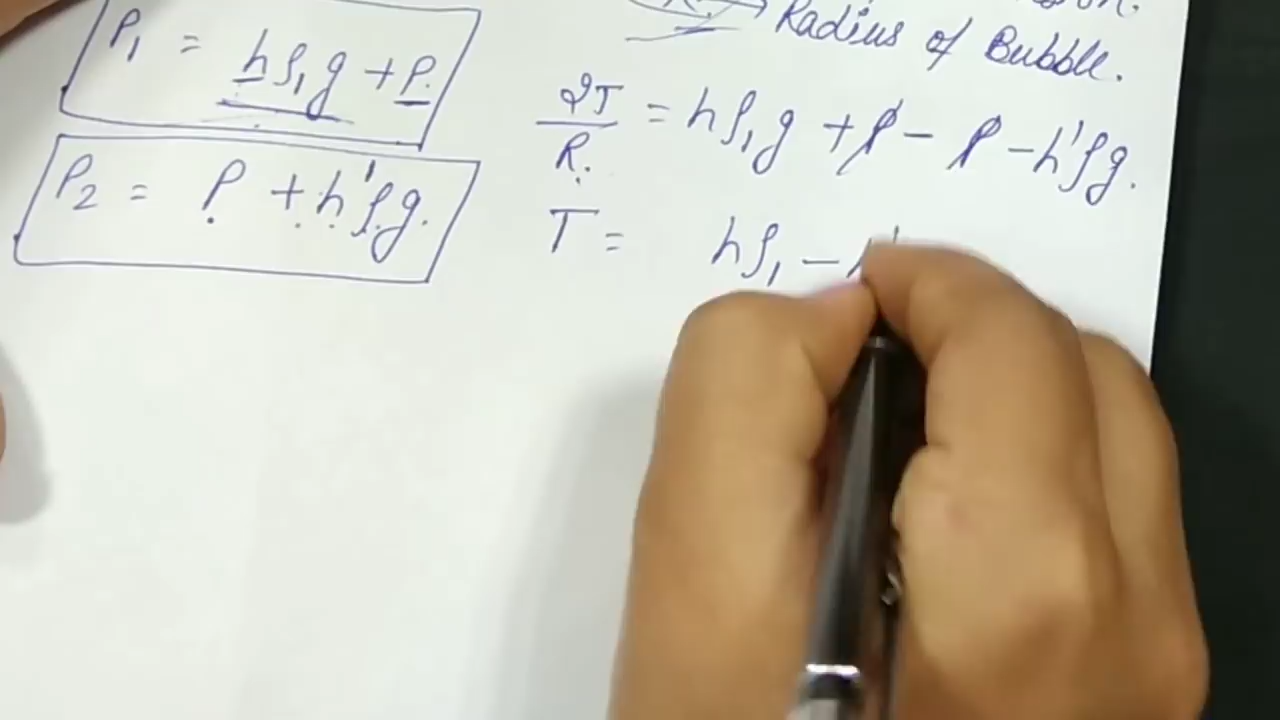 → Radius of Bubble.
P₁ = hρ₁g + P.
2T/R. = hρ₁g + P − P − h'ρg.
P₂ = P + h'ρg.
T = hρ₁ −